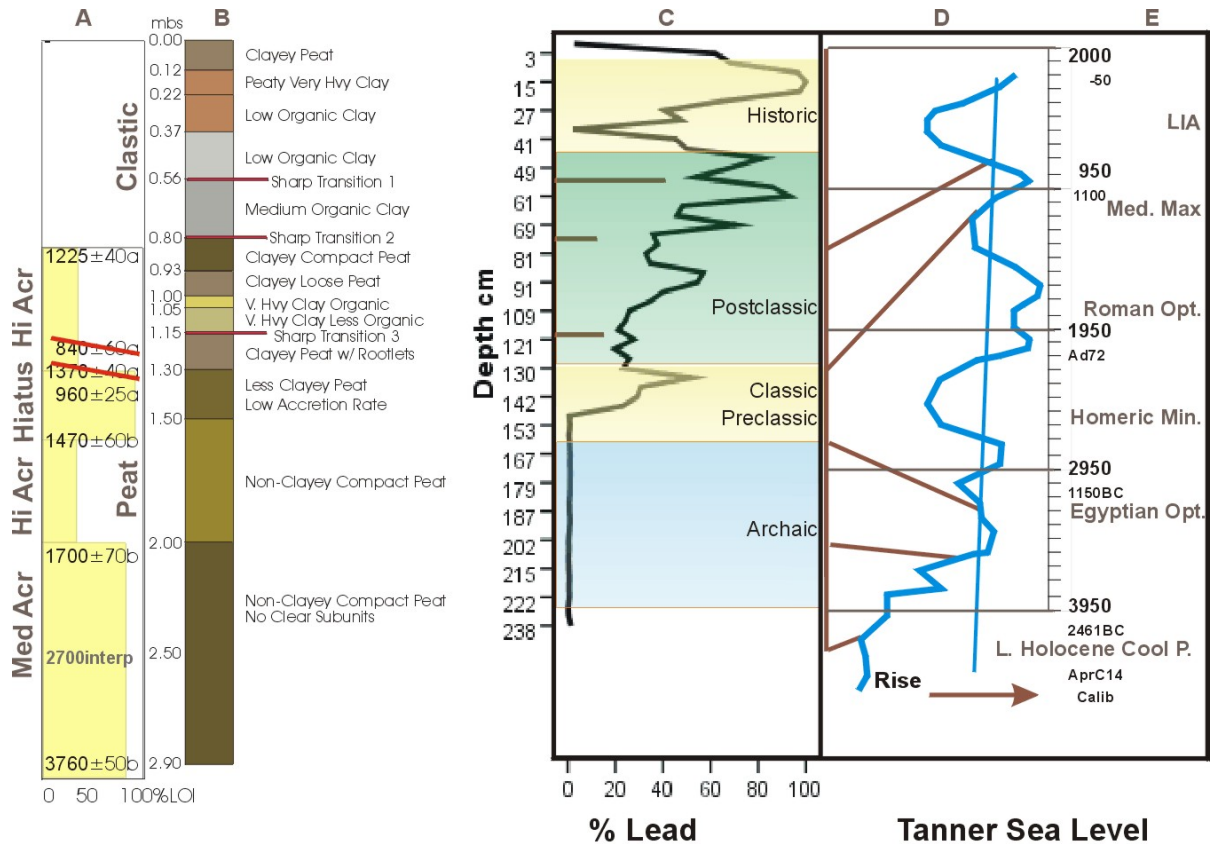 A
B
C
D
E
mbs
0.00
0.12
0.22
0.37
0.56
0.80
0.93
1.00
1.05
1.15
1.30
1.50
2.00
2.50
2.90
Clayey Peat
Peaty Very Hvy Clay
Low Organic Clay
Low Organic Clay
Sharp Transition 1
Medium Organic Clay
Sharp Transition 2
Clayey Compact Peat
Clayey Loose Peat
V. Hvy Clay Organic
V. Hvy Clay Less Organic
Sharp Transition 3
Clayey Peat w/ Rootlets
Less Clayey Peat
Low Accretion Rate
Non-Clayey Compact Peat
Non-Clayey Compact Peat
No Clear Subunits
Clastic
Peat
Hi Acr
Hiatus
Hi Acr
Med Acr
1225±40a
840±60a
1370±40a
960±25a
1470±60b
1700±70b
2700interp
3760±50b
0 50 100%LOI
Depth cm
3
15
27
41
49
61
69
81
91
109
121
130
142
153
167
179
187
202
215
222
238
Historic
Postclassic
Classic
Preclassic
Archaic
0 20 40 60 80 100
% Lead
2000
-50
LIA
950
1100
Med. Max
Roman Opt.
1950
Ad72
Homeric Min.
2950
1150BC
Egyptian Opt.
3950
2461BC
L. Holocene Cool P.
AprC14
Calib
Rise
Tanner Sea Level